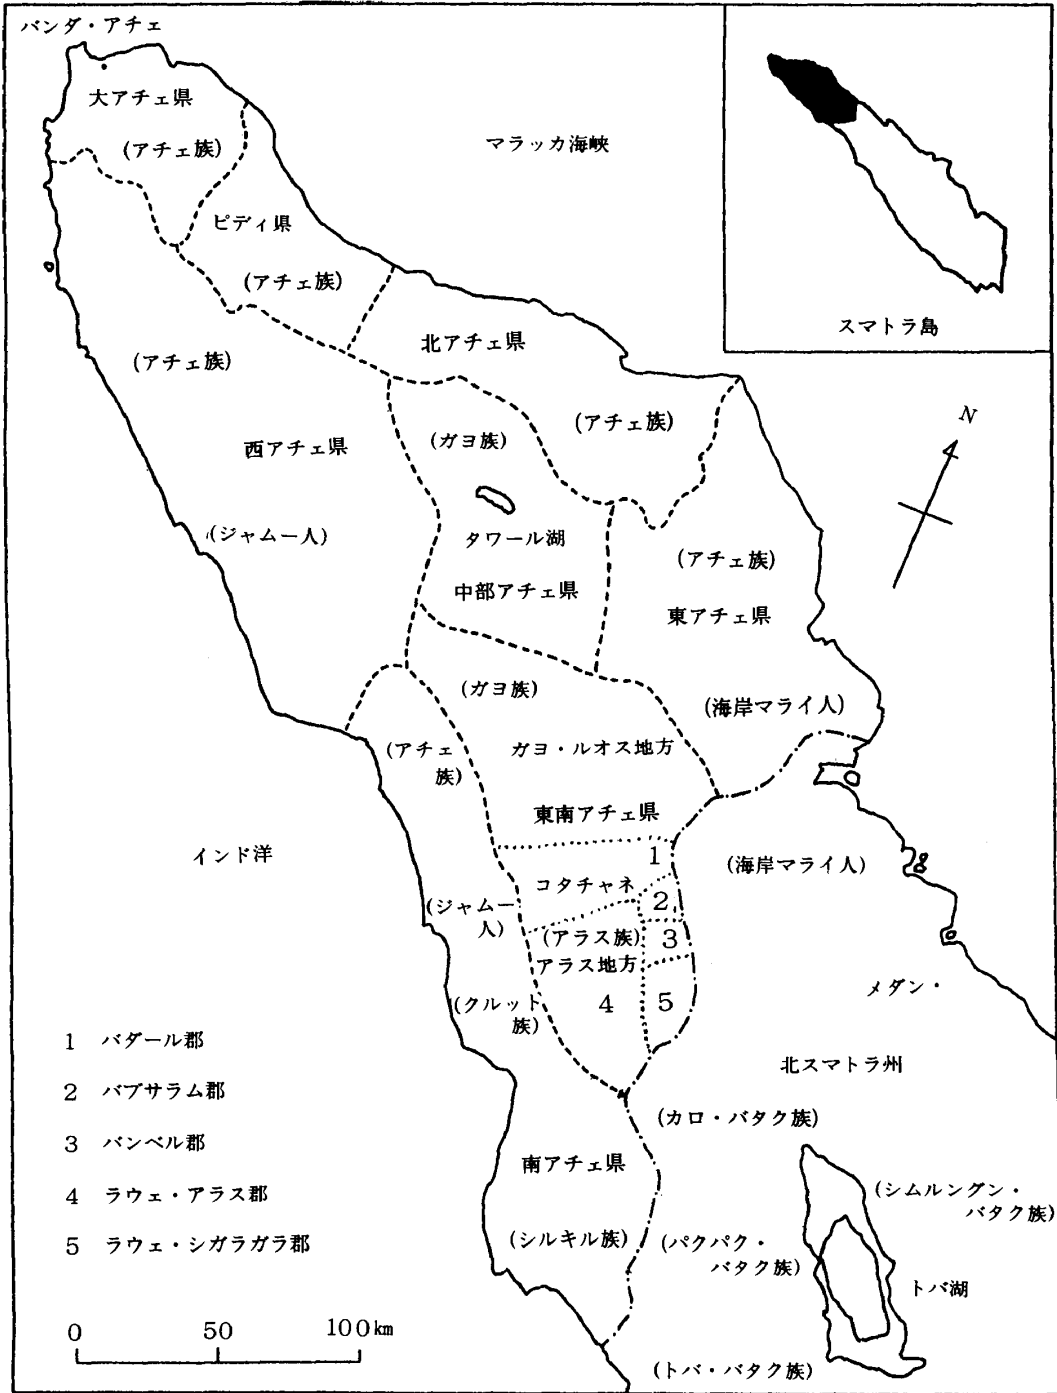 バンダ・アチェ
大アチェ県
(アチェ族)
マラッカ海峡
スマトラ島
ピディ県
(アチェ族)
北アチェ県
(アチェ族)
(アチェ族)
N
(ガヨ族)
西アチェ県
タワール湖
(ジャムー人)
中部アチェ県
(アチェ族)
東アチェ県
(ガヨ族)
(海岸マライ人)
(アチェ
族)
ガヨ・ルオス地方
東南アチェ県
インド洋
1
(海岸マライ人)
コタチャネ
2
(ジャムー
人)
(アラス族)
3
アラス地方
4
5
(クルット
族)
メダン・
1 バダール郡
2 バブサラム郡
3 バンベル郡
4 ラウェ・アラス郡
5 ラウェ・シガラガラ郡
北スマトラ州
(カロ・バタク族)
南アチェ県
(シムルングン・
バタク族)
(シルキル族)
(パクパク・
バタク族)
トバ湖
0 50 100km
(トバ・バタク族)